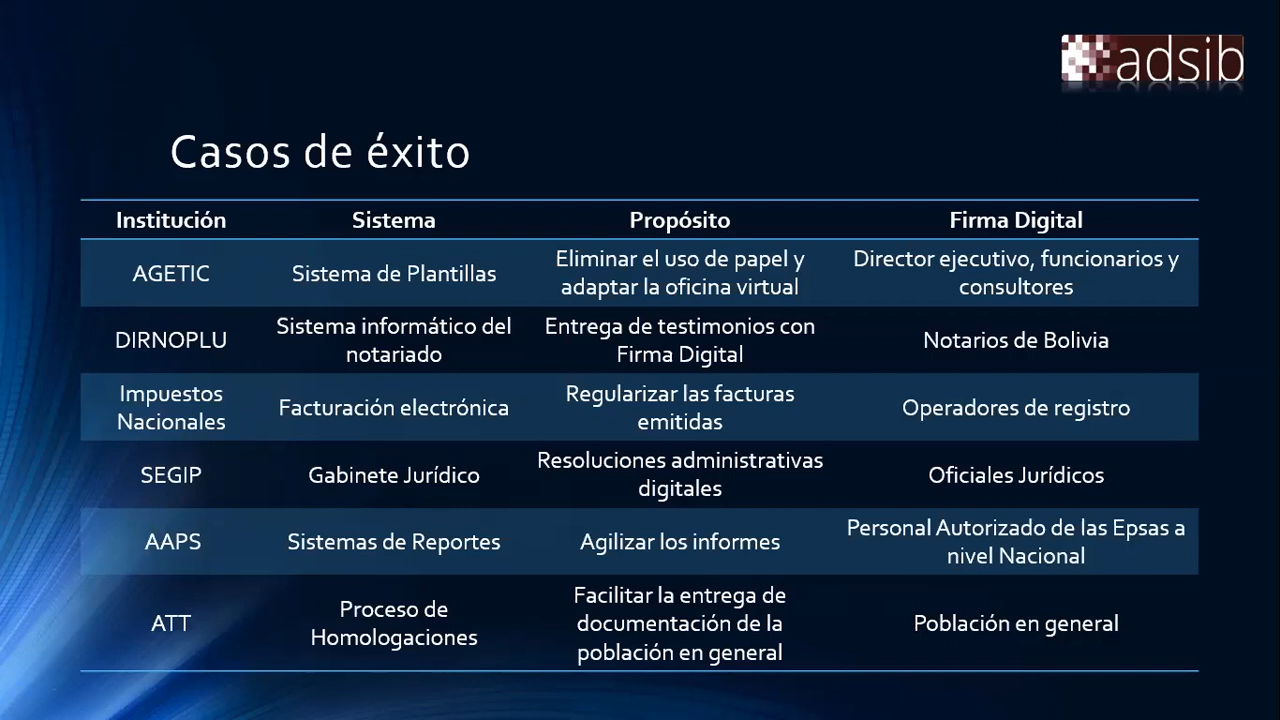 adsib
Casos de éxito
Institución Sistema Propósito Firma Digital
AGETIC Sistema de Plantillas Eliminar el uso de papel y
adaptar la oficina virtual Director ejecutivo, funcionarios y
consultores
DIRNOPLU Sistema informático del
notariado Entrega de testimonios con
Firma Digital Notarios de Bolivia
Impuestos
Nacionales Facturación electrónica Regularizar las facturas
emitidas Operadores de registro
SEGIP Gabinete Jurídico Resoluciones administrativas
digitales Oficiales Jurídicos
AAPS Sistemas de Reportes Agilizar los informes Personal Autorizado de las Epsas a
nivel Nacional
ATT Proceso de
Homologaciones Facilitar la entrega de
documentación de la
población en general Población en general